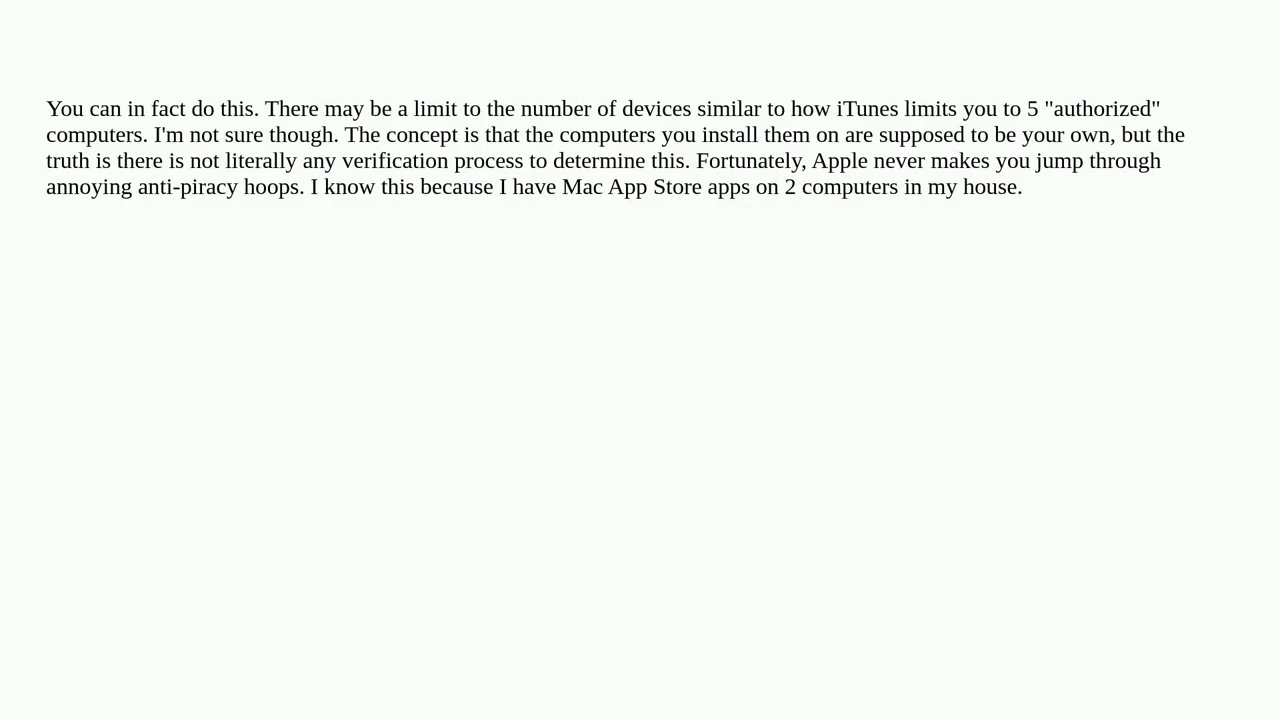 You can in fact do this. There may be a limit to the number of devices similar to how iTunes limits you to 5 "authorized"
computers. I'm not sure though. The concept is that the computers you install them on are supposed to be your own, but the
truth is there is not literally any verification process to determine this. Fortunately, Apple never makes you jump through
annoying anti-piracy hoops. I know this because I have Mac App Store apps on 2 computers in my house.